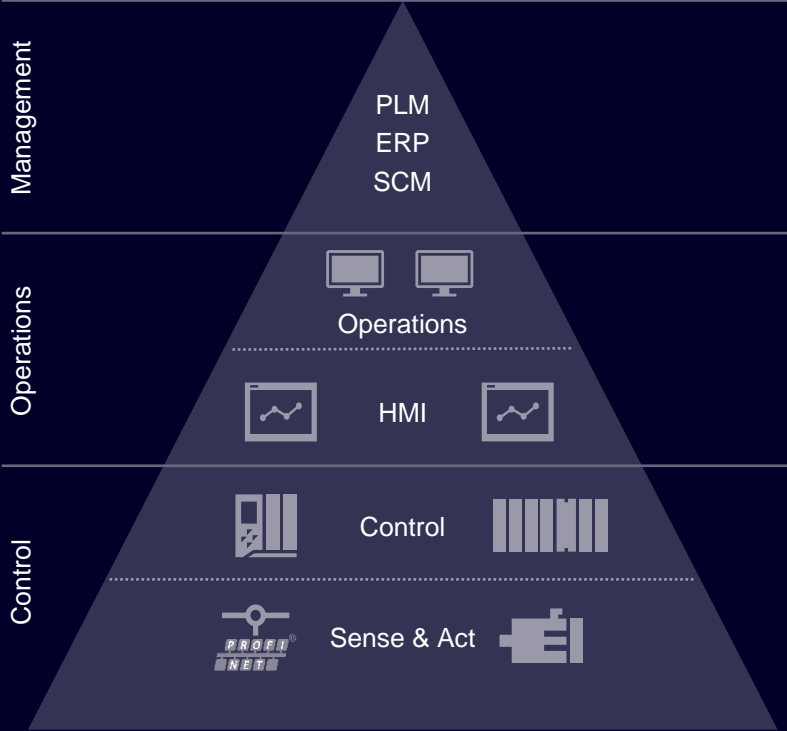 Management
PLM
ERP
SCM
Operations
Operations
HMI
Control
Control
PROFI®
NET
Sense & Act